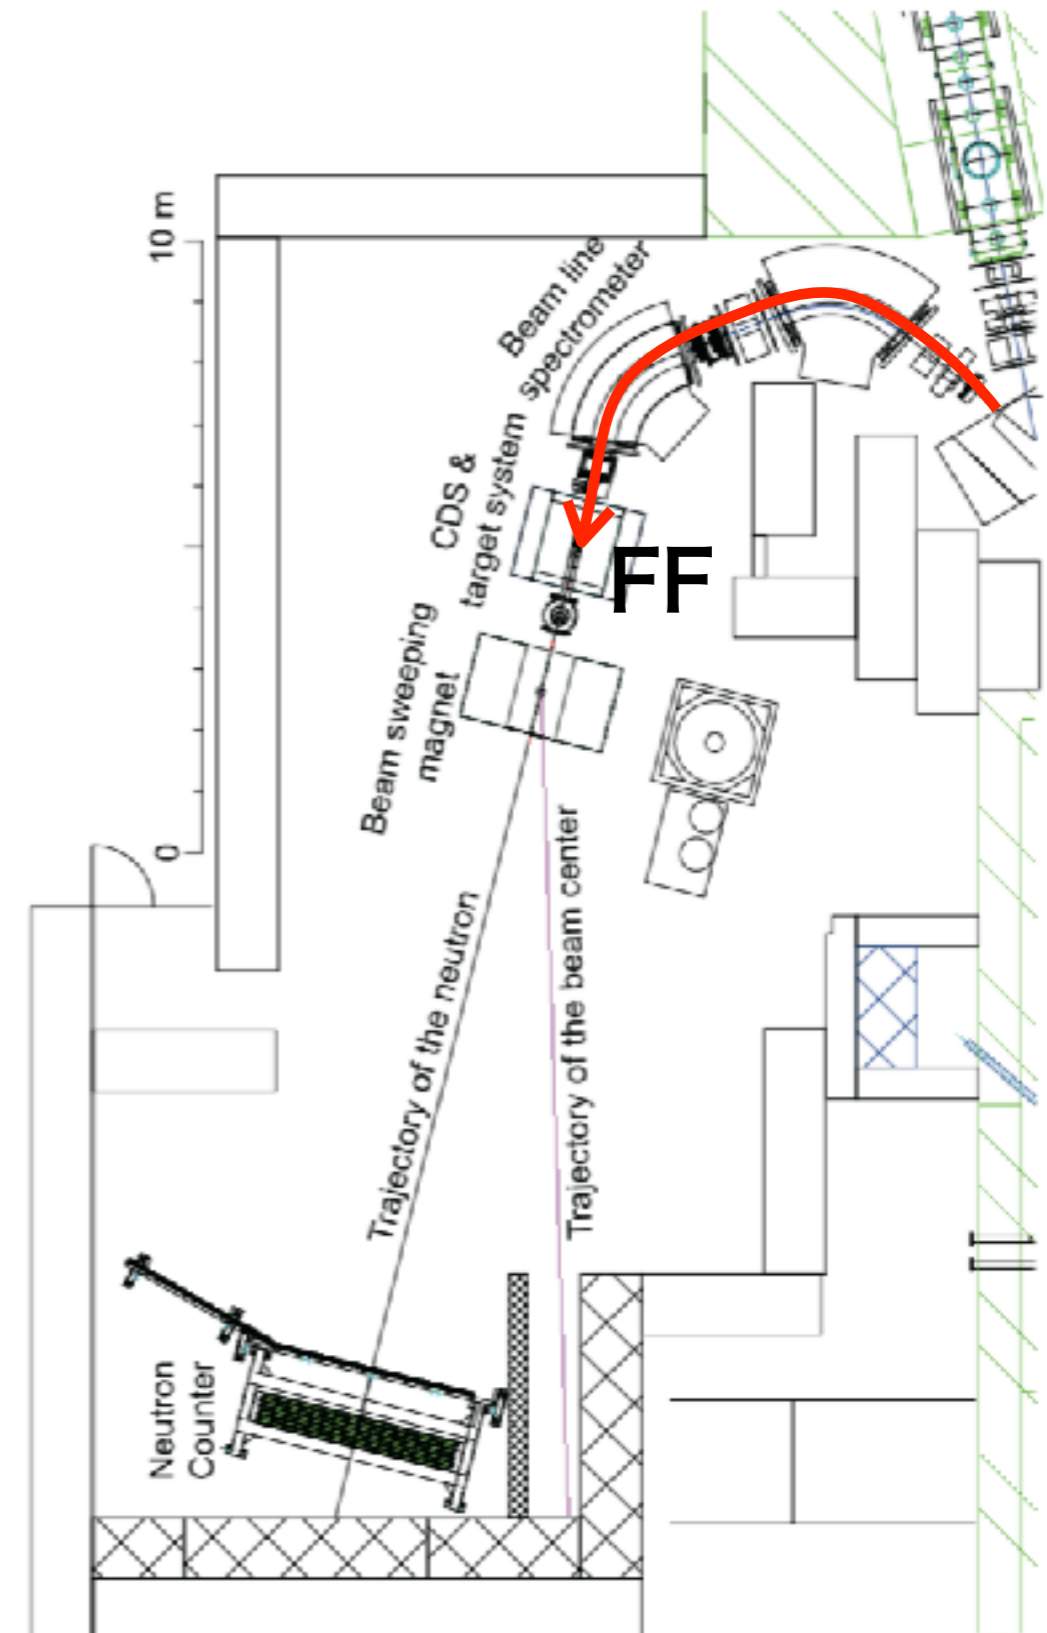 10 m
Beam line
spectrometer
CDS &
target system
FF
Beam sweeping
magnet
0
Trajectory of the neutron
Trajectory of the beam center
Neutron
Counter